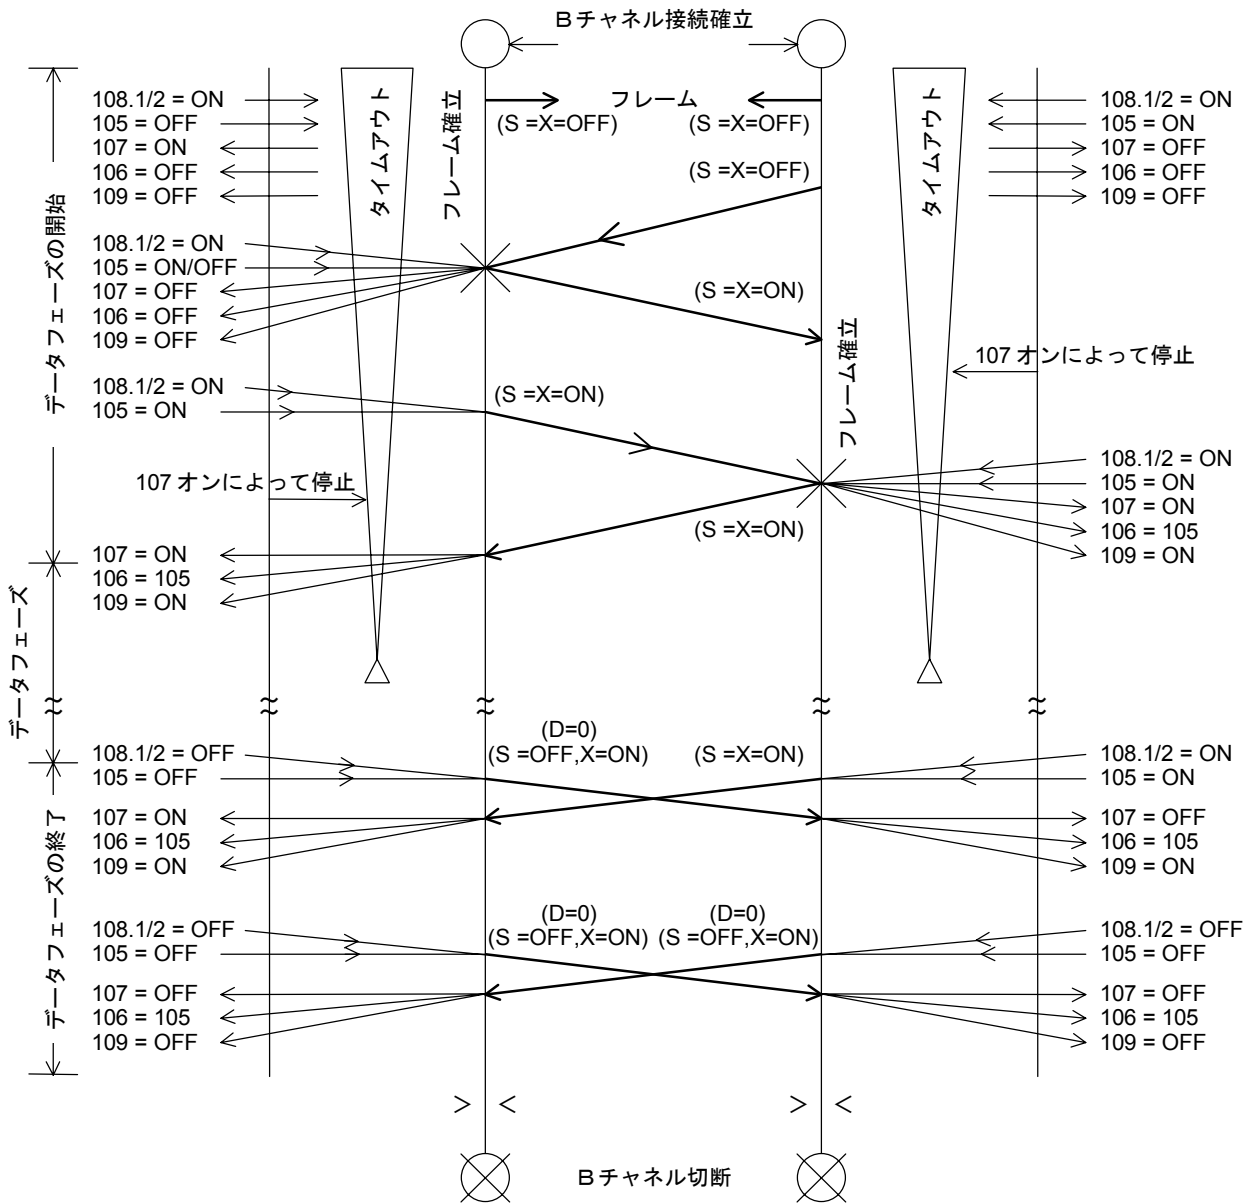 Bチャネル接続確立
データフェーズの開始
108.1/2 = ON
105 = OFF
107 = ON
106 = OFF
109 = OFF
タイムアウト
フレーム確立
フレーム
(S =X=OFF)
(S =X=OFF)
タイムアウト
108.1/2 = ON
105 = ON
107 = OFF
106 = OFF
109 = OFF
(S =X=OFF)
108.1/2 = ON
105 = ON/OFF
107 = OFF
106 = OFF
109 = OFF
(S =X=ON)
フレーム確立
107 オンによって停止
108.1/2 = ON
105 = ON
(S =X=ON)
107 オンによって停止
(S =X=ON)
108.1/2 = ON
105 = ON
107 = ON
106 = 105
109 = ON
107 = ON
106 = 105
109 = ON
データフェーズ
≈
≈
≈
≈
≈
データフェーズの終了
108.1/2 = OFF
105 = OFF
107 = ON
106 = 105
109 = ON
(D=0)
(S =OFF,X=ON)
(S =X=ON)
108.1/2 = ON
105 = ON
107 = OFF
106 = 105
109 = ON
108.1/2 = OFF
105 = OFF
107 = OFF
106 = 105
109 = OFF
(D=0)
(S =OFF,X=ON)
(D=0)
(S =OFF,X=ON)
108.1/2 = OFF
105 = OFF
107 = OFF
106 = 105
109 = OFF
> <
> <
Bチャネル切断